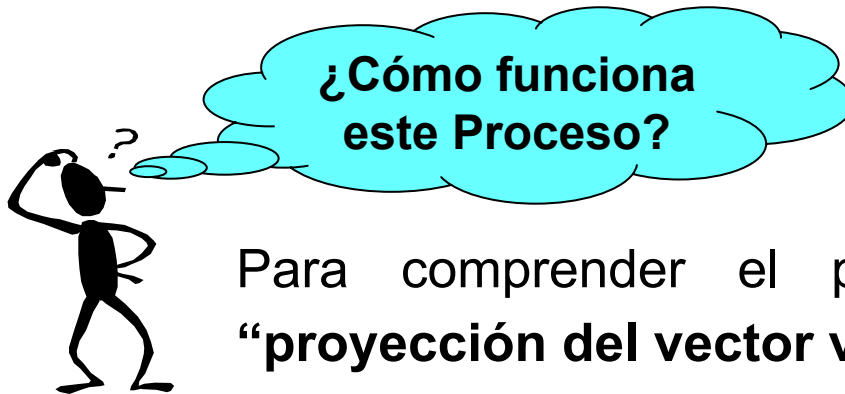 ¿Cómo funciona
este Proceso?
?
Para comprender el
“proyección del vector